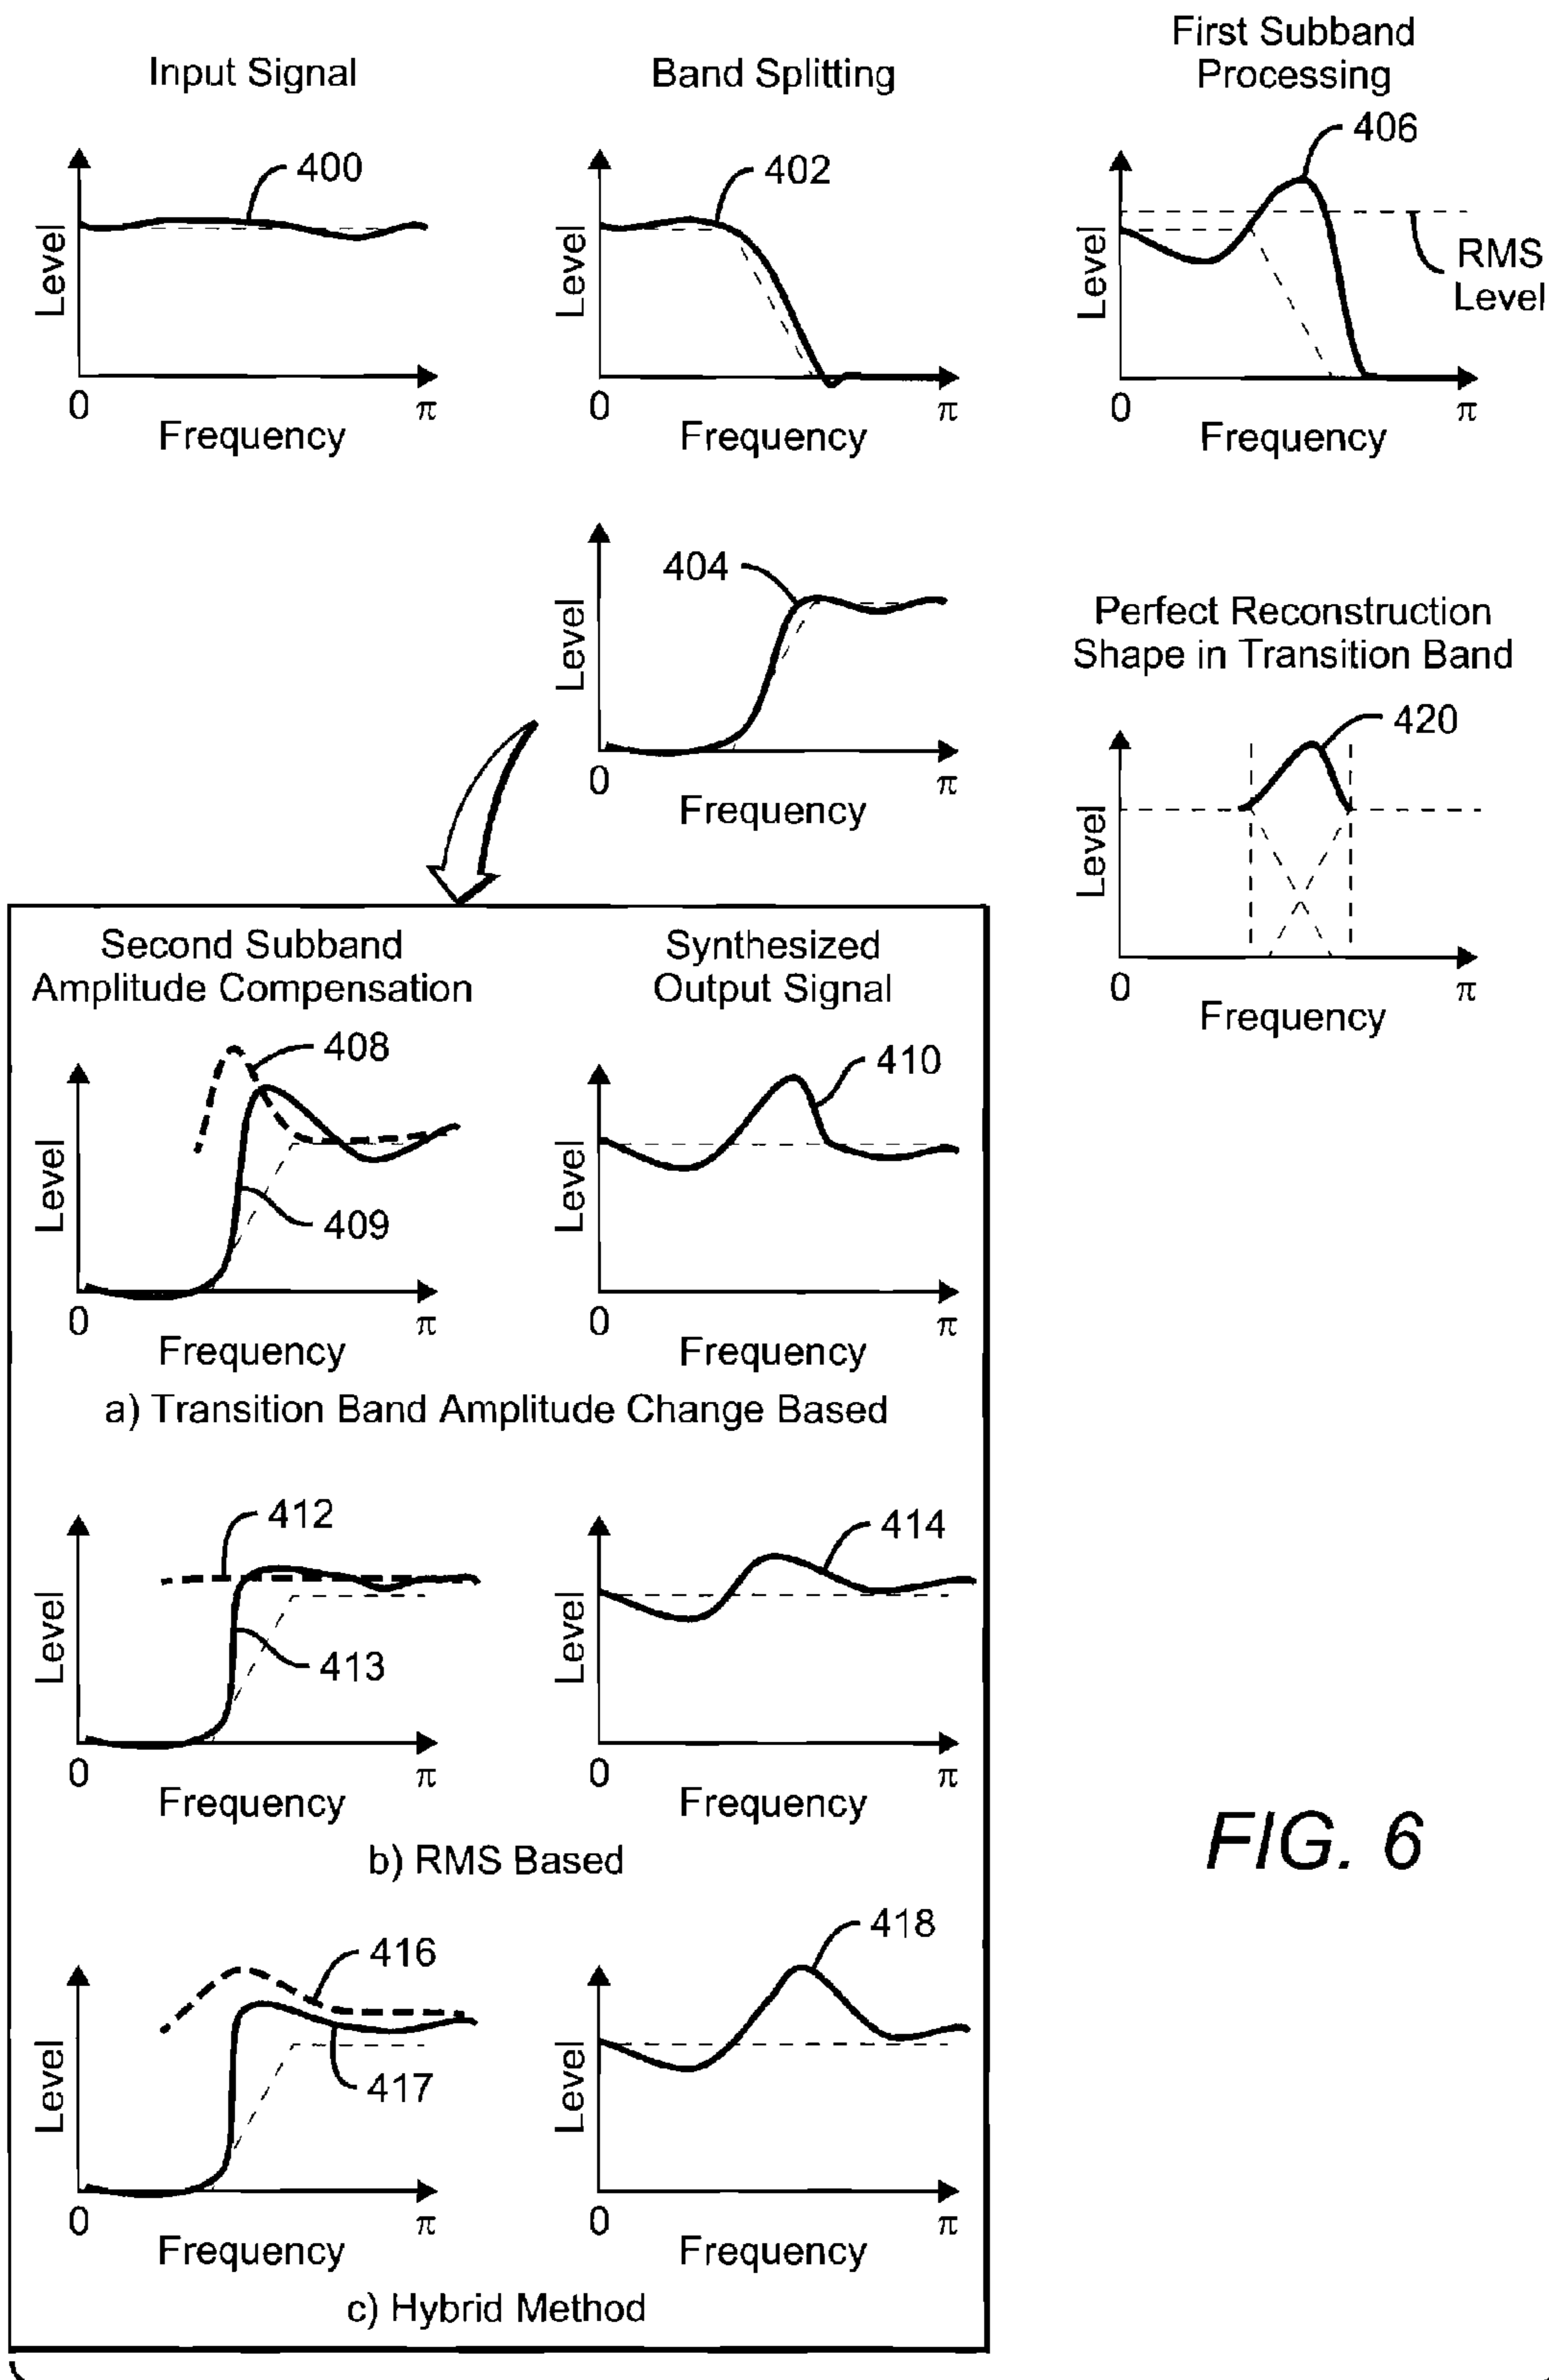 Input Signal
400
Level
0
π
Frequency
Band Splitting
402
Level
0
π
Frequency
First Subband
Processing
406
RMS
Level
Level
0
π
Frequency
404
Level
0
π
Frequency
Perfect Reconstruction
Shape in Transition Band
420
Level
0
π
Frequency
Second Subband
Amplitude Compensation
408
409
Level
0
π
Frequency
Synthesized
Output Signal
410
Level
0
π
Frequency
a) Transition Band Amplitude Change Based
412
413
Level
0
π
Frequency
414
Level
0
π
Frequency
b) RMS Based
416
417
Level
0
π
Frequency
418
Level
0
π
Frequency
c) Hybrid Method
FIG. 6